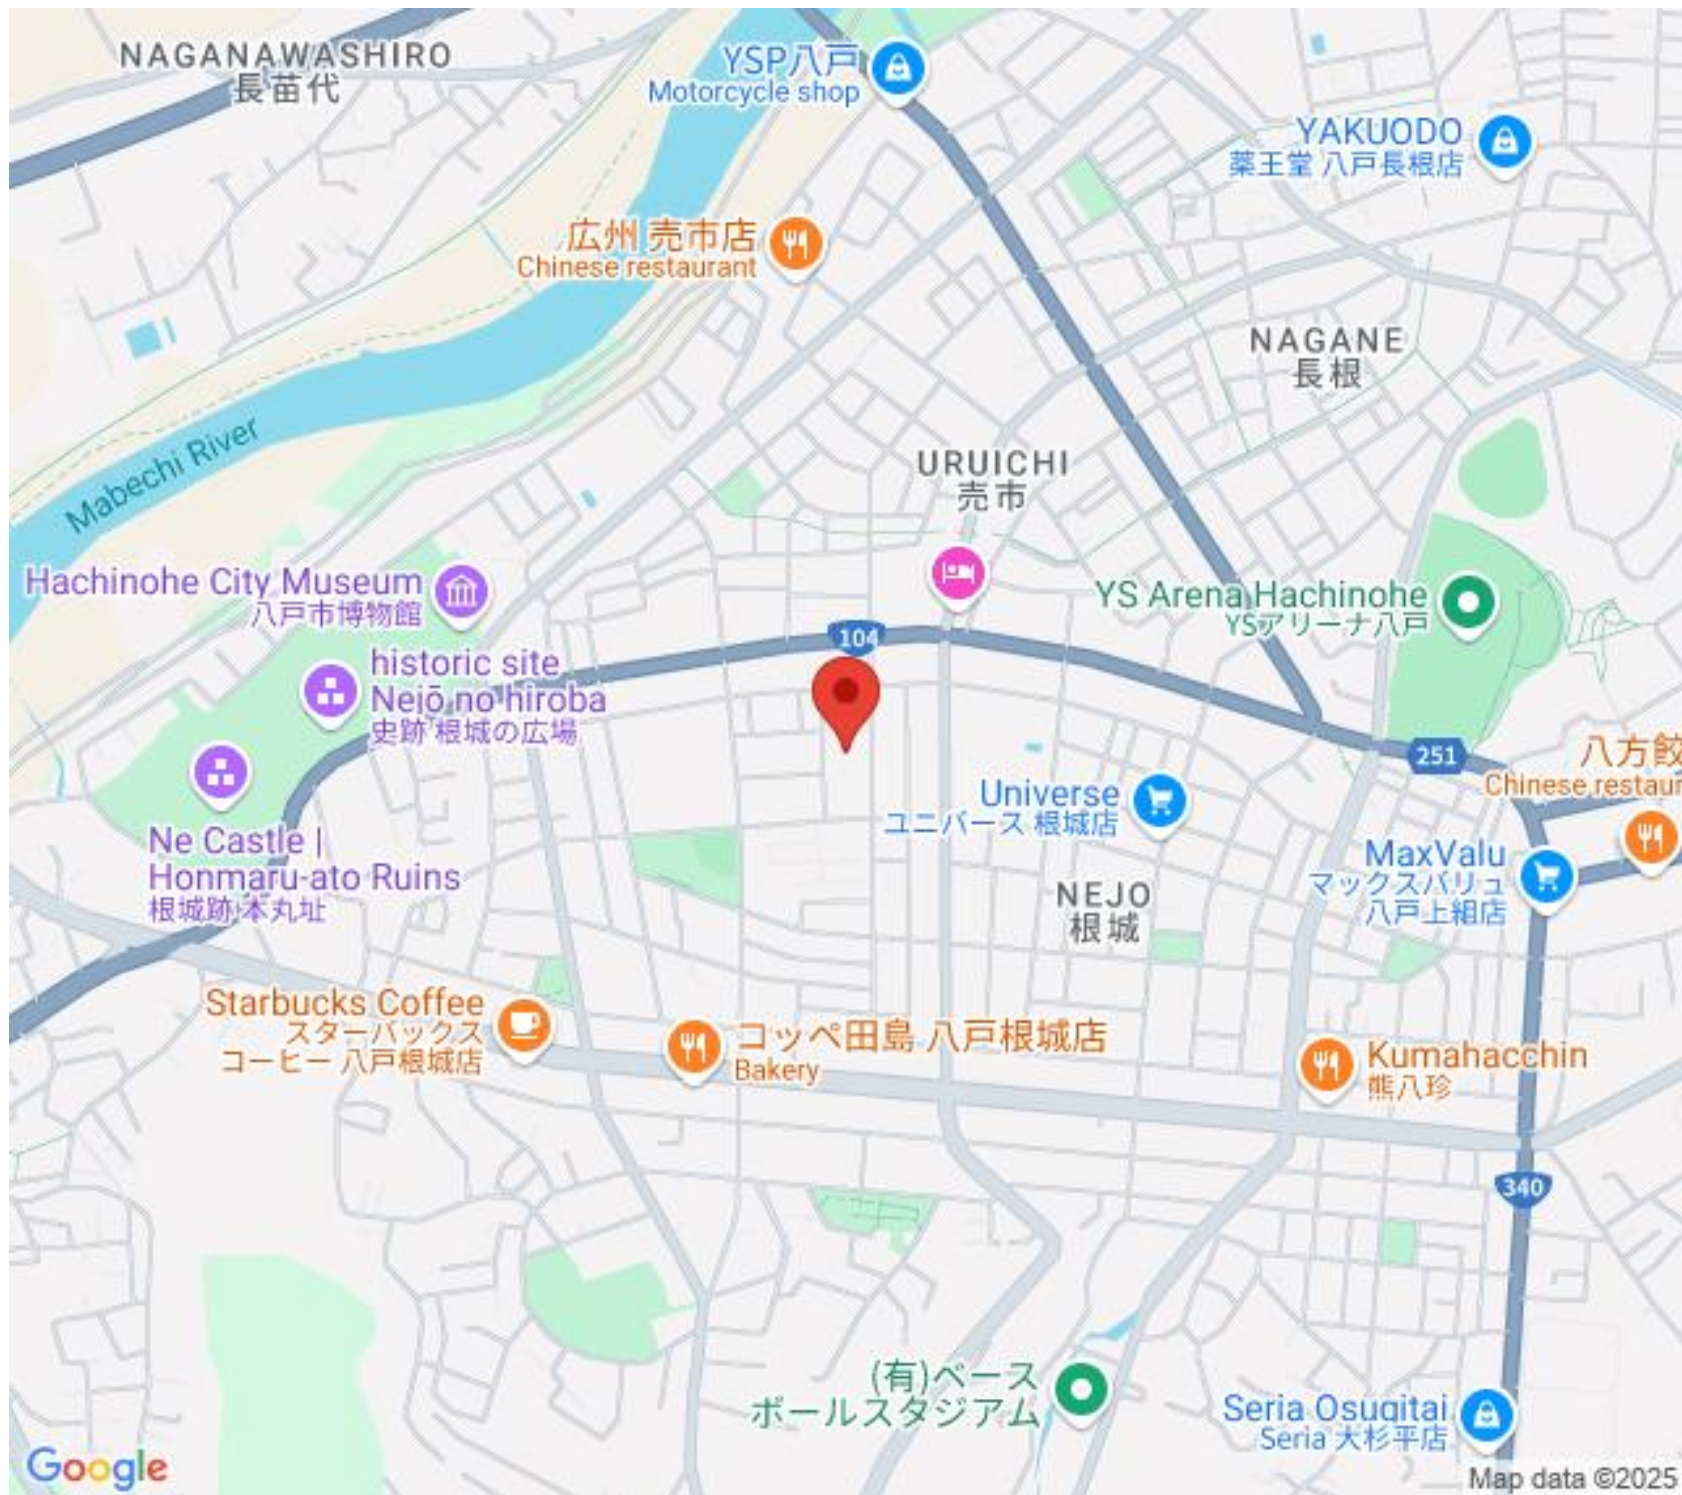 NAGANAWASHIRO
長苗代
YSP八戸
Motorcycle shop
YAKUODO
薬王堂 八戸長根店
広州 売市店
Chinese restaurant
NAGANE
長根
Mabechi River
URUICHI
売市
Hachinohe City Museum
八戸市博物館
YS Arena Hachinohe
YSアリーナ八戸
104
historic site
Nejō no hiroba
史跡 根城の広場
251
八方餃
Chinese restaur
Universe
ユニバース 根城店
Ne Castle |
Honmaru-ato Ruins
根城跡 本丸址
MaxValu
マックスバリュ
八戸上組店
NEJO
根城
Starbucks Coffee
スターバックス
コーヒー 八戸根城店
コッペ田島 八戸根城店
Bakery
Kumahacchin
熊八珍
340
(有)ベース
ボールスタジアム
Seria Osugitai
Seria 大杉平店
Google
Map data ©2025